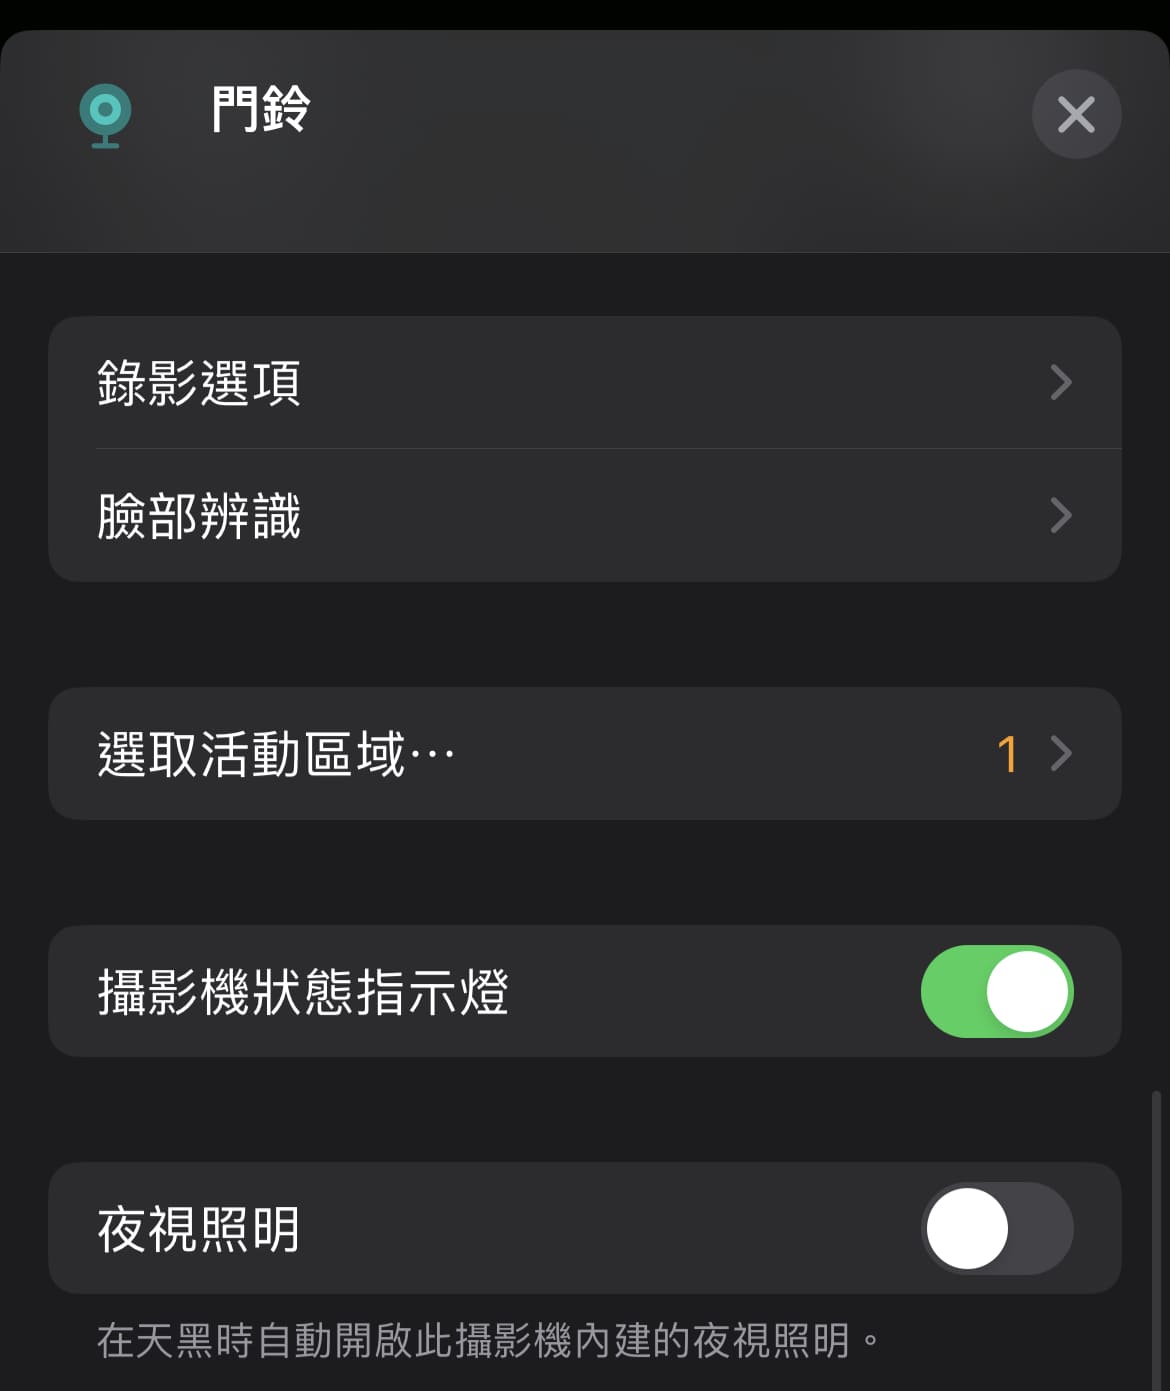 門鈴
錄影選項
臉部辨識
選取活動區域⋯
1
攝影機狀態指示燈
夜視照明
在天黑時自動開啟此攝影機內建的夜視照明。